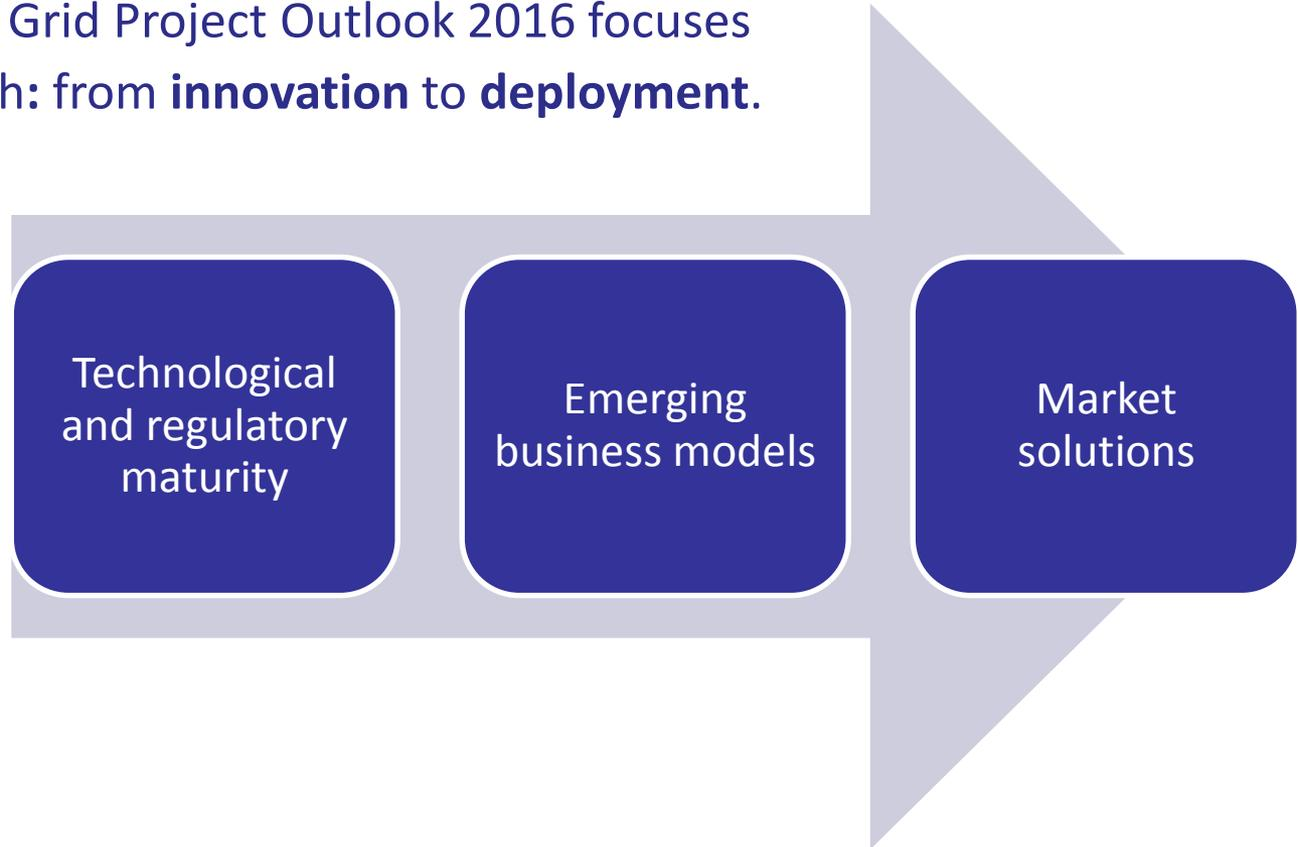 Grid Project Outlook 2016 focuses
h: from innovation to deployment.
Technological
and regulatory
maturity
Emerging
business models
Market
solutions